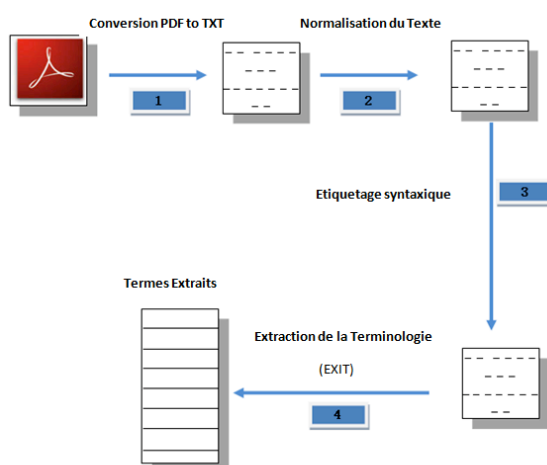 Conversion PDF to TXT
Normalisation du Texte
1
2
3
Etiquetage syntaxique
Termes Extraits
Extraction de la Terminologie
(EXIT)
4